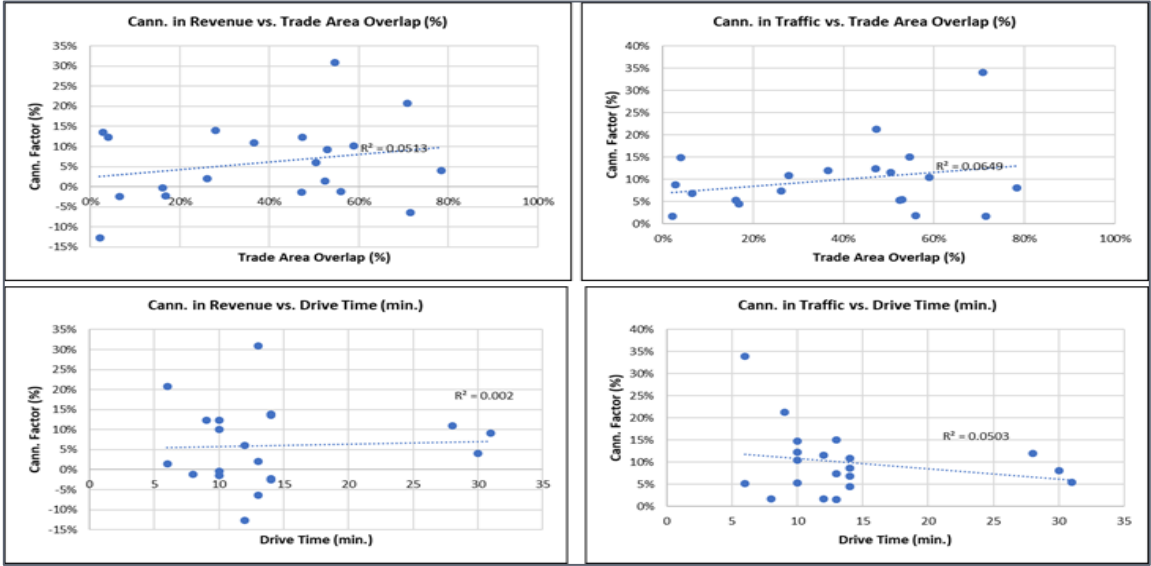 Cann. in Revenue vs. Trade Area Overlap (%)
35%
30%
25%
20%
15%
10%
5%
0%
-5%
-10%
-15%
Cann. Factor (%)
R² = 0.0513
0% 20% 40% 60% 80% 100%
Trade Area Overlap (%)
Cann. in Traffic vs. Trade Area Overlap (%)
40%
35%
30%
25%
20%
15%
10%
5%
0%
Cann. Factor (%)
R² = 0.0649
0% 20% 40% 60% 80% 100%
Trade Area Overlap (%)
Cann. in Revenue vs. Drive Time (min.)
35%
30%
25%
20%
15%
10%
5%
0%
-5%
-10%
-15%
Cann. Factor (%)
R² = 0.002
0 5 10 15 20 25 30 35
Drive Time (min.)
Cann. in Traffic vs. Drive Time (min.)
40%
35%
30%
25%
20%
15%
10%
5%
0%
Cann. Factor (%)
R² = 0.0503
0 5 10 15 20 25 30 35
Drive Time (min.)